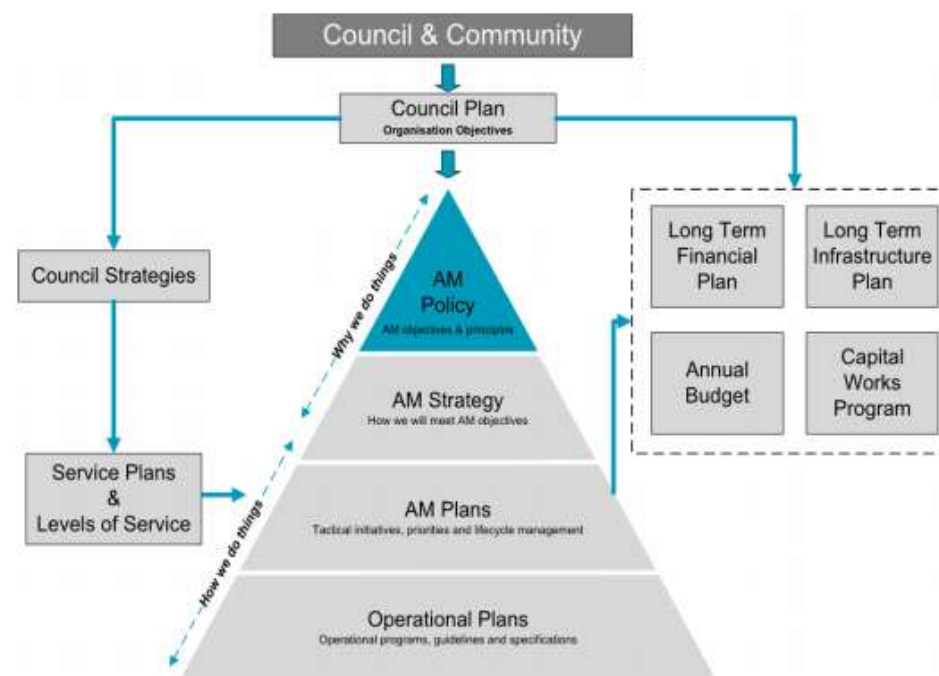 Council & Community
Council Plan
Organisation Objectives
Council Strategies
Service Plans
&
Levels of Service
Why we do things
How we do things
AM
Policy
AM objectives & principles
AM Strategy
How we will meet AM objectives
AM Plans
Tactical initiatives, priorities and lifecycle management
Operational Plans
Operational programs, guidelines and specifications
Long Term
Financial
Plan
Long Term
Infrastructure
Plan
Annual
Budget
Capital
Works
Program